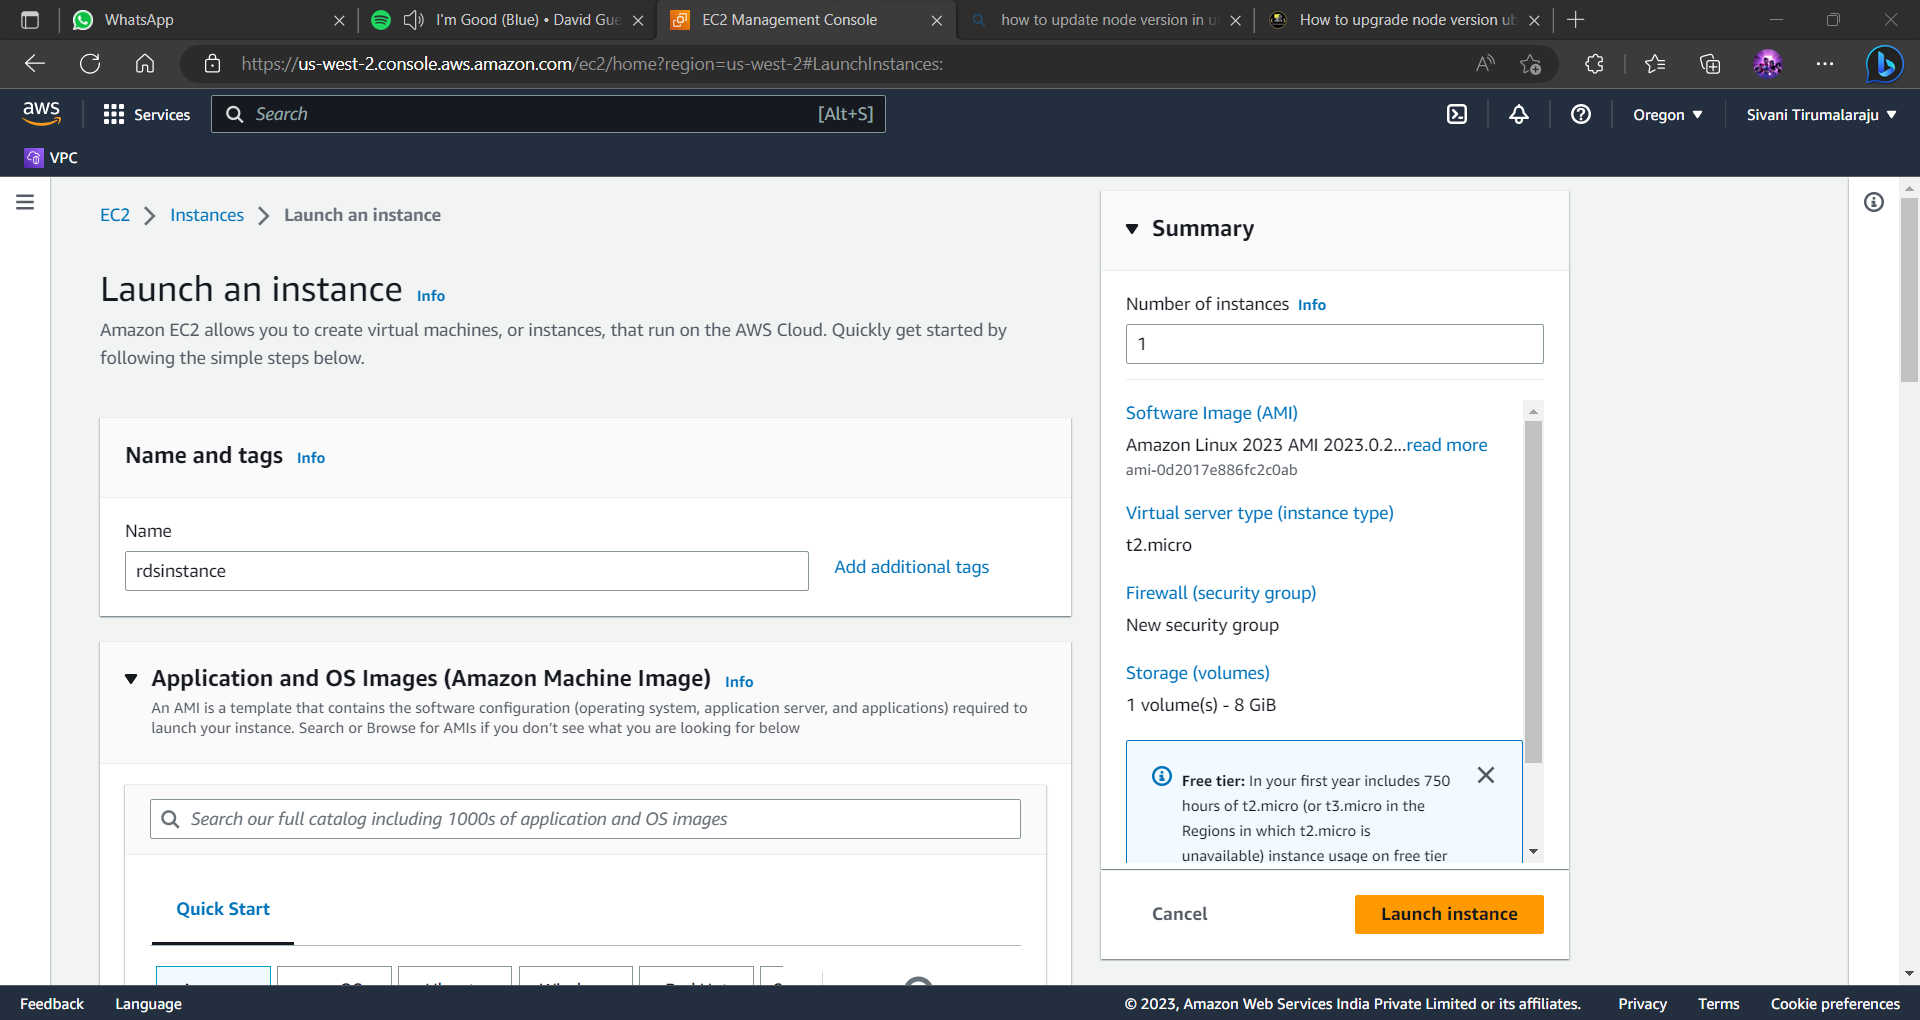 WhatsApp
I'm Good (Blue) • David Gue
EC2 Management Console
how to update node version in u
How to upgrade node version ub
https://us-west-2.console.aws.amazon.com/ec2/home?region=us-west-2#LaunchInstances:
aws
Services
Search
[Alt+S]
Oregon
Sivani Tirumalaraju
VPC
EC2
Instances
Launch an instance
Launch an instance
Info
Amazon EC2 allows you to create virtual machines, or instances, that run on the AWS Cloud. Quickly get started by
following the simple steps below.
Name and tags
Info
Name
rdsinstance
Add additional tags
Application and OS Images (Amazon Machine Image)
Info
An AMI is a template that contains the software configuration (operating system, application server, and applications) required to
launch your instance. Search or Browse for AMIs if you don't see what you are looking for below
Search our full catalog including 1000s of application and OS images
Quick Start
Summary
Number of instances
Info
1
Software Image (AMI)
Amazon Linux 2023 AMI 2023.0.2...read more
ami-0d2017e886fc2c0ab
Virtual server type (instance type)
t2.micro
Firewall (security group)
New security group
Storage (volumes)
1 volume(s) - 8 GiB
Free tier: In your first year includes 750
hours of t2.micro (or t3.micro in the
Regions in which t2.micro is
unavailable) instance usage on free tier
Cancel
Launch instance
Feedback
Language
© 2023, Amazon Web Services India Private Limited or its affiliates.
Privacy
Terms
Cookie preferences